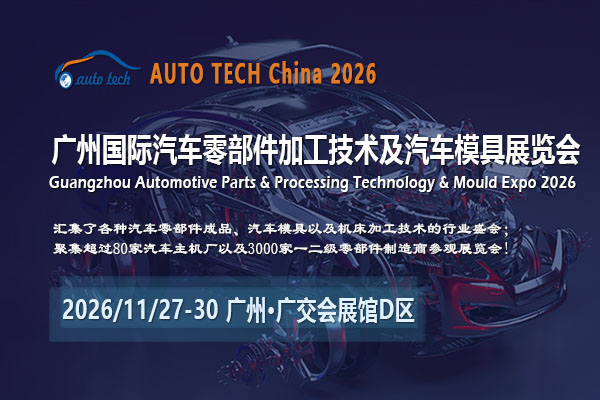 auto tech
AUTO TECH China 2026
广州国际汽车零部件加工技术及汽车模具展览会
Guangzhou Automotive Parts & Processing Technology & Mould Expo 2026
汇集了各种汽车零部件成品、汽车模具以及机床加工技术的行业盛会；
聚集超过80家汽车主机厂以及3000家一二级零部件制造商参观展览会！
2026/11/27-30 广州·广交会展馆D区